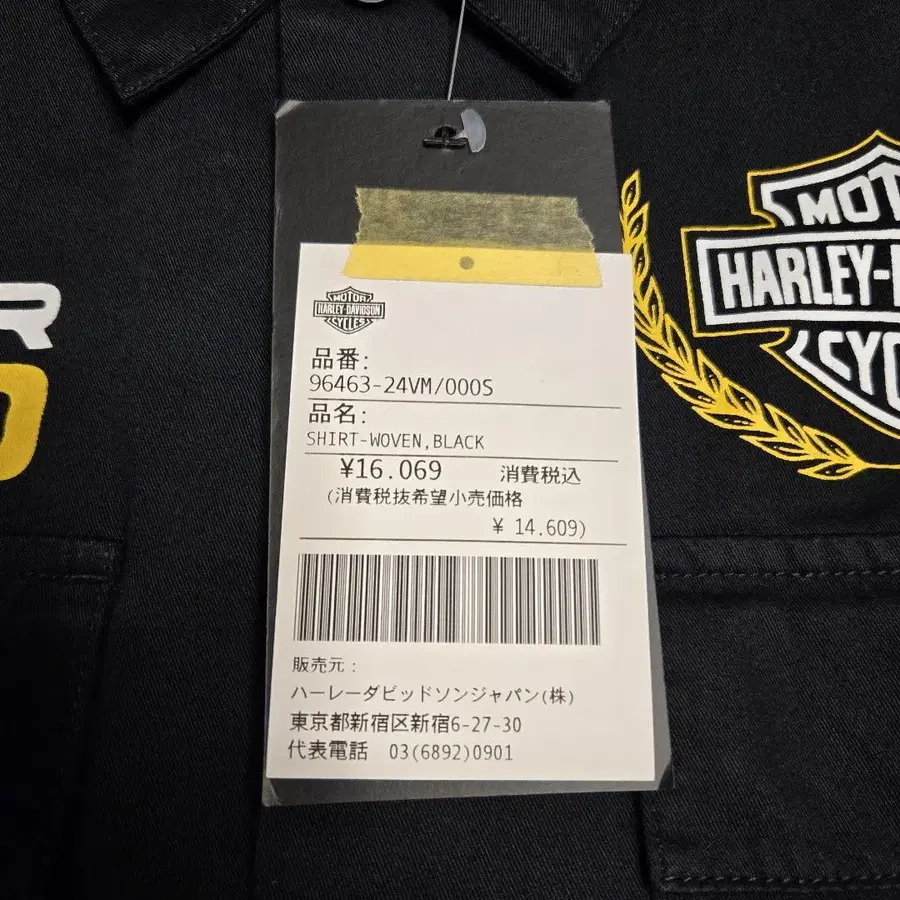 MOTOR
HARLEY-DAVIDSON
CYCLES
品番:
96463-24VM/000S
品名:
SHIRT-WOVEN,BLACK
¥16.069 消費税込
(消費税抜希望小売価格
¥ 14.609)
販売元:
ハーレーダビッドソンジャパン(株)
東京都新宿区新宿6-27-30
代表電話 03(6892)0901
R
MOT
HARLEY-
CYC